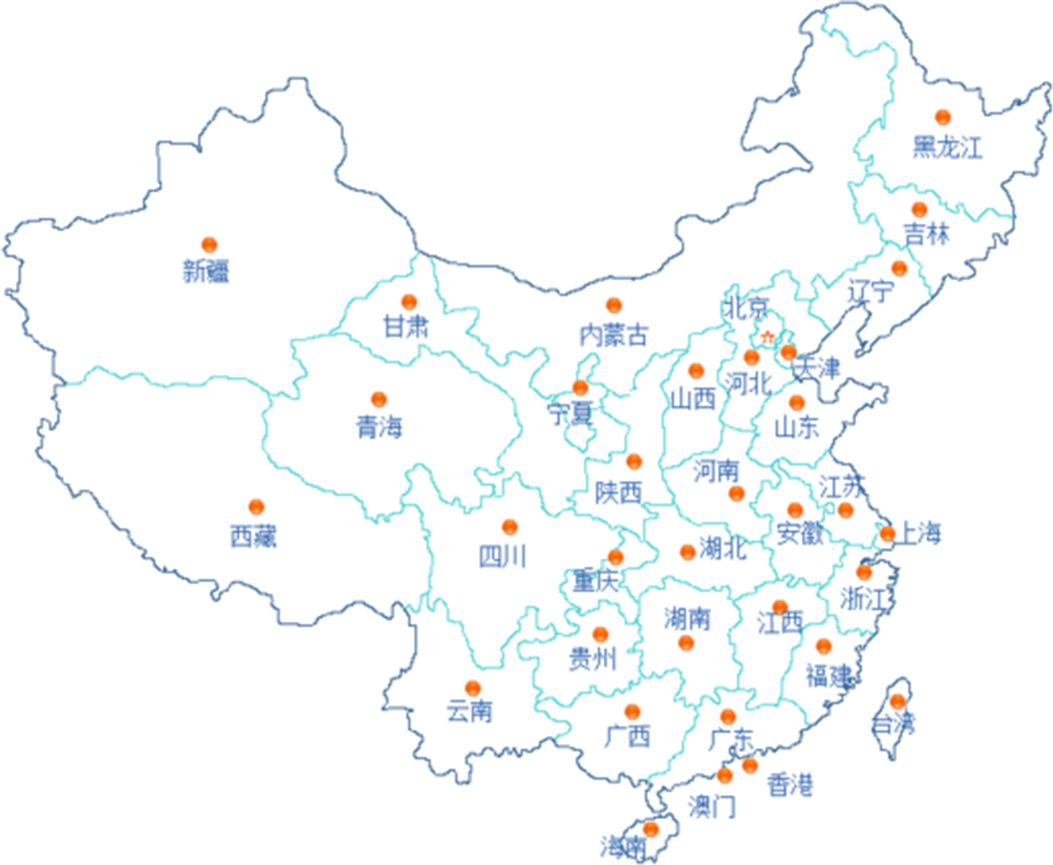 黑龙江
吉林
新疆
辽宁
北京
甘肃
内蒙古
天津
河北
山西
宁夏
青海
山东
河南
江苏
陕西
西藏
安徽
上海
湖北
四川
重庆
浙江
湖南
江西
贵州
福建
云南
台湾
广西
广东
香港
澳门
海南